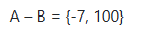 A – B = {-7, 100}